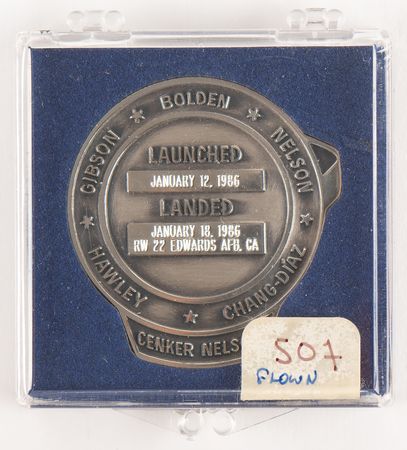 GIBSON ★ BOLDEN ★ NELSON
LAUNCHED
JANUARY 12, 1986
LANDED
JANUARY 18, 1986
RW 22 EDWARDS AFB, CA
HAWLEY ★ CHANG-DÍAZ
CENKER NELS
507
FLOWN